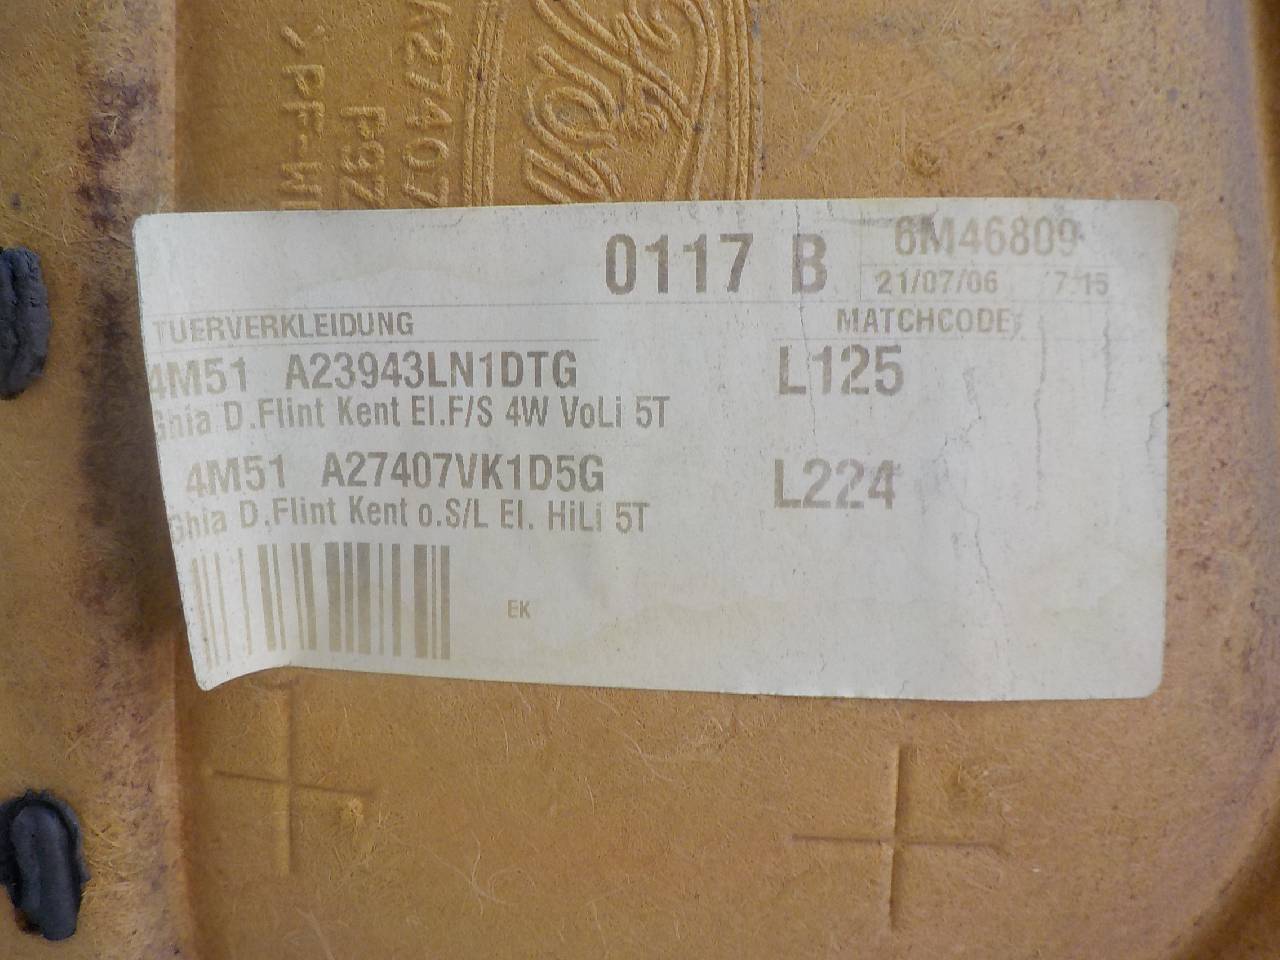 A27407
0117 B 6M46809
21/07/06 7:15
TUERVERKLEIDUNG MATCHCODE
4M51 A23943LN1DTG L125
Ghia D.Flint Kent El.F/S 4W VoLi 5T
4M51 A27407VK1D5G L224
Ghia D.Flint Kent o.S/L El. HiLi 5T
EK